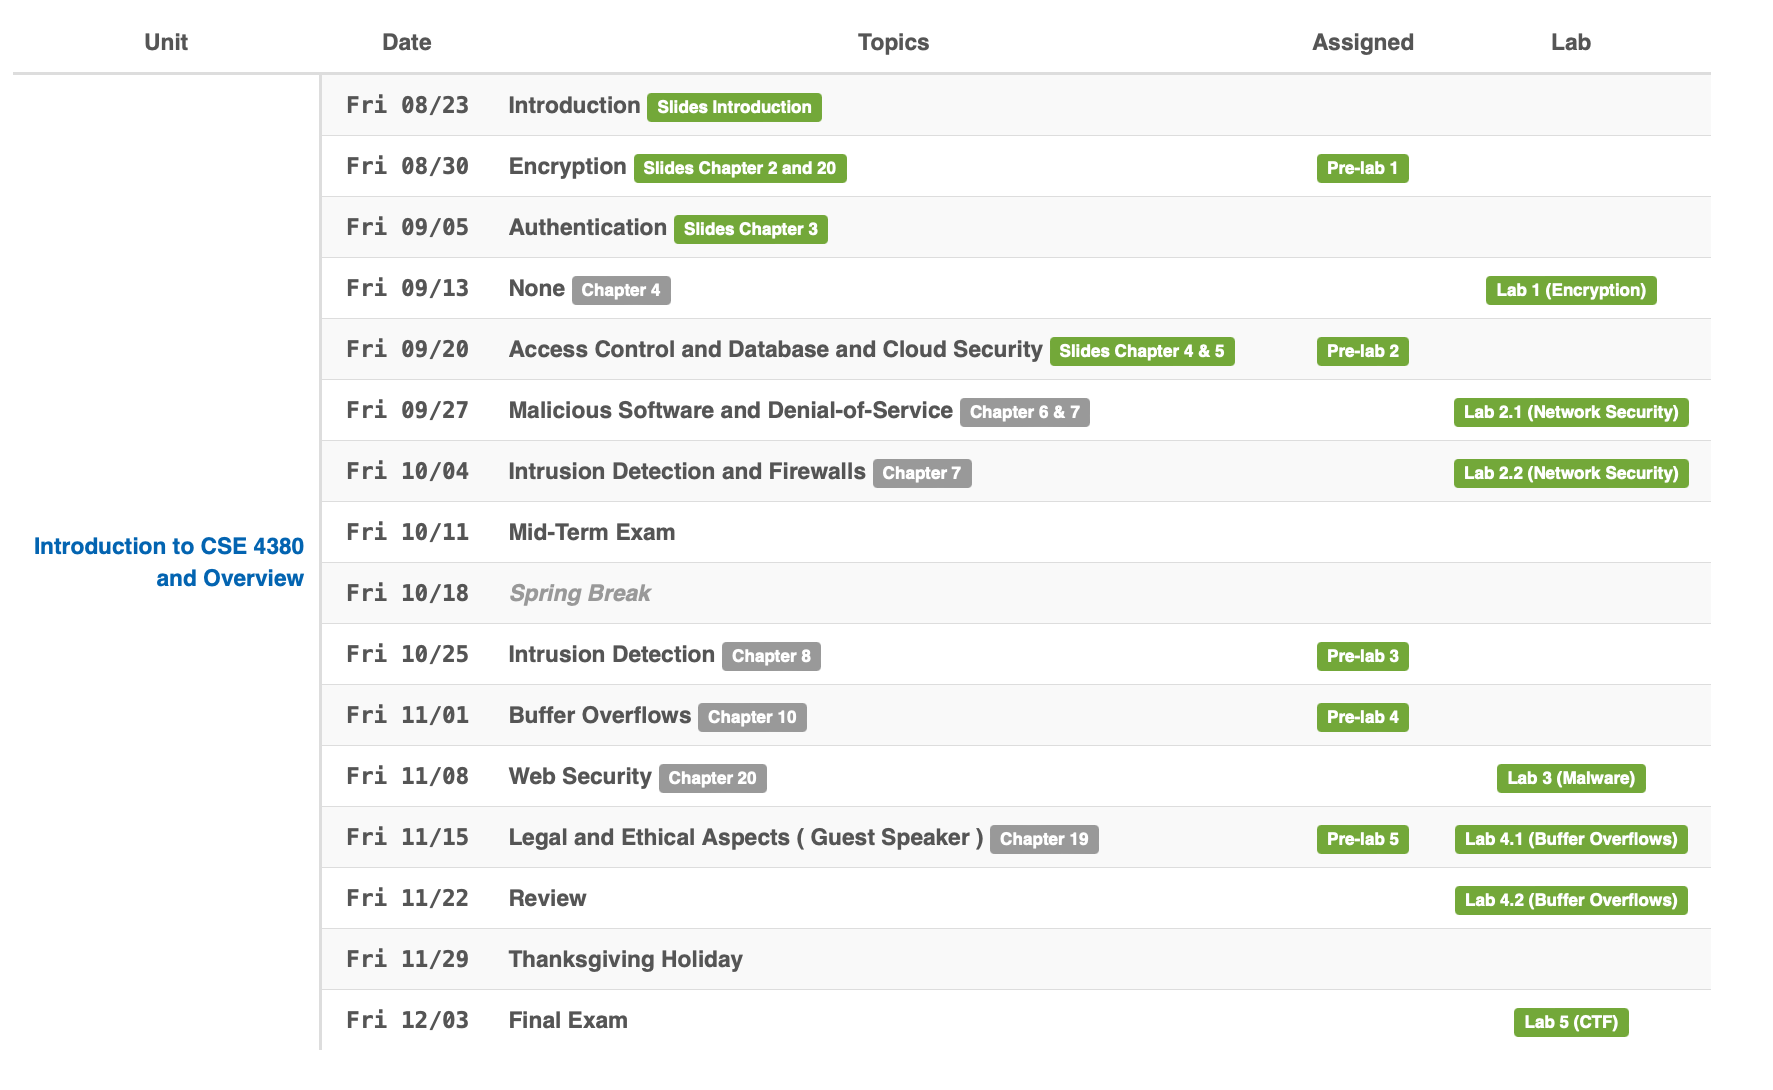 Unit Date Topics Assigned Lab
Fri 08/23 Introduction Slides Introduction
Fri 08/30 Encryption Slides Chapter 2 and 20 Pre-lab 1
Fri 09/05 Authentication Slides Chapter 3
Fri 09/13 None Chapter 4 Lab 1 (Encryption)
Fri 09/20 Access Control and Database and Cloud Security Slides Chapter 4 & 5 Pre-lab 2
Fri 09/27 Malicious Software and Denial-of-Service Chapter 6 & 7 Lab 2.1 (Network Security)
Fri 10/04 Intrusion Detection and Firewalls Chapter 7 Lab 2.2 (Network Security)
Fri 10/11 Mid-Term Exam
Introduction to CSE 4380
and Overview
Fri 10/18 Spring Break
Fri 10/25 Intrusion Detection Chapter 8 Pre-lab 3
Fri 11/01 Buffer Overflows Chapter 10 Pre-lab 4
Fri 11/08 Web Security Chapter 20 Lab 3 (Malware)
Fri 11/15 Legal and Ethical Aspects ( Guest Speaker ) Chapter 19 Pre-lab 5 Lab 4.1 (Buffer Overflows)
Fri 11/22 Review Lab 4.2 (Buffer Overflows)
Fri 11/29 Thanksgiving Holiday
Fri 12/03 Final Exam Lab 5 (CTF)